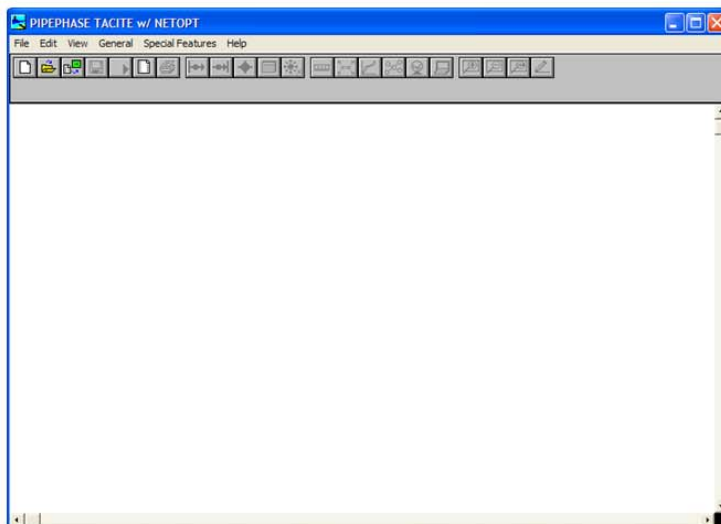 PIPEPHASE TACITE w/ NETOPT
File Edit View General Special Features Help